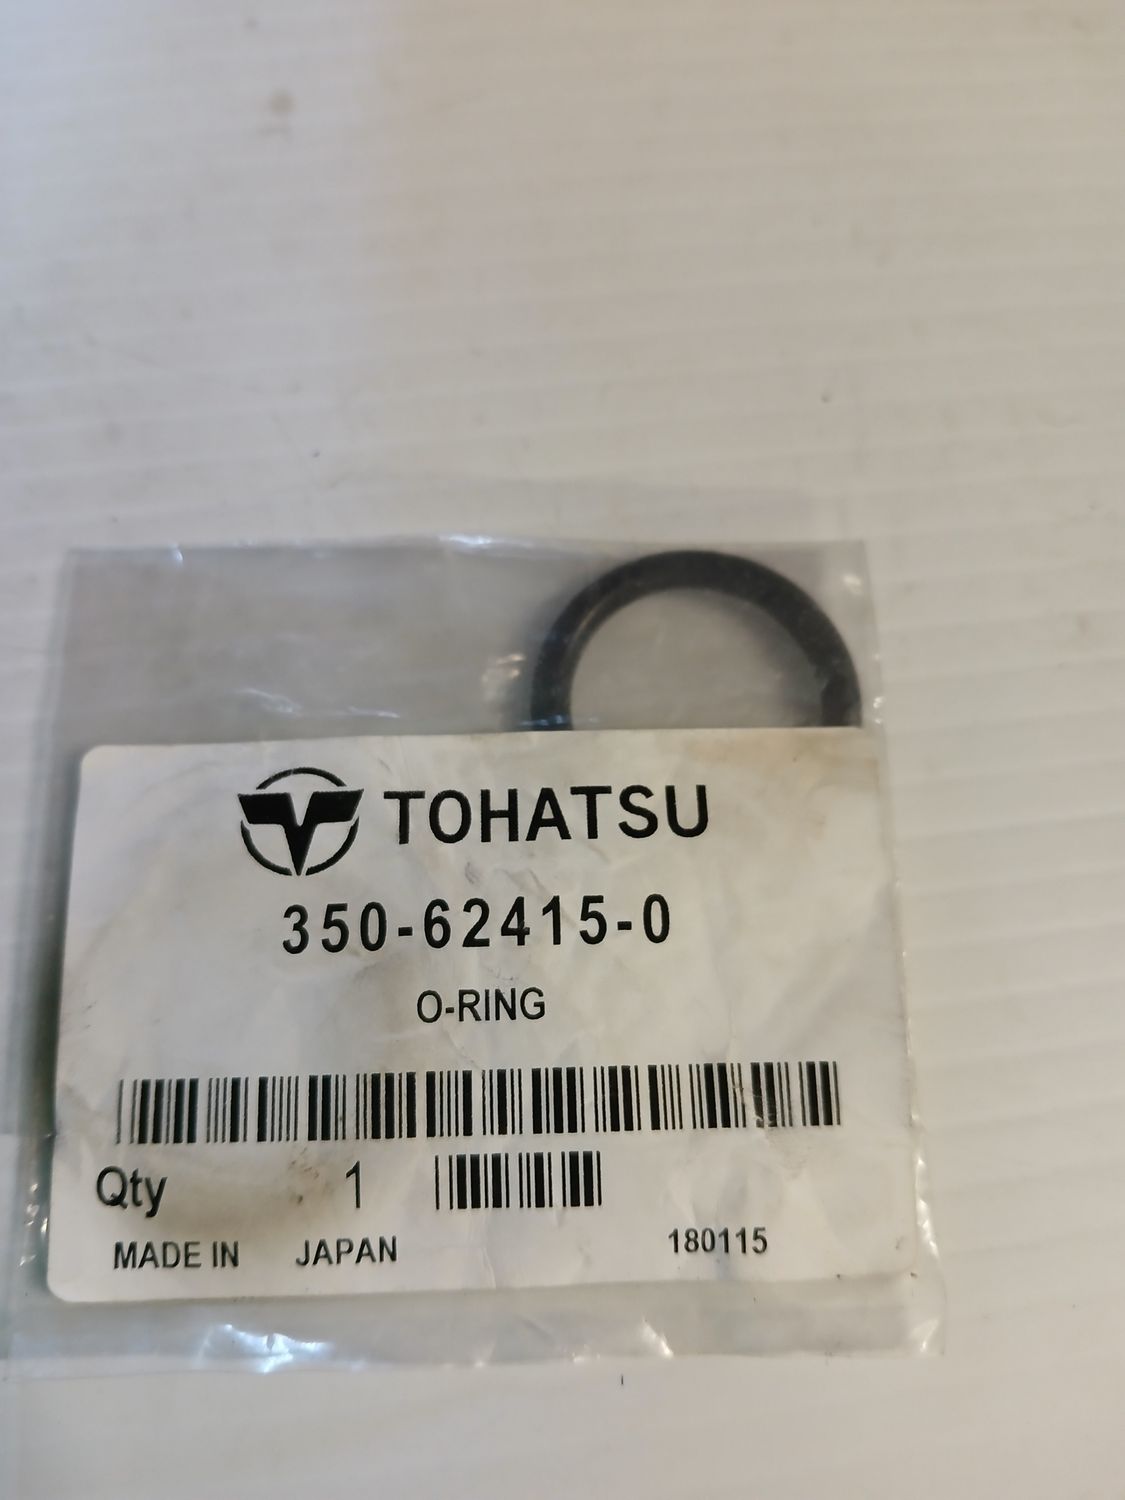 TOHATSU
350-62415-0
O-RING
Qty 1
MADE IN JAPAN 180115